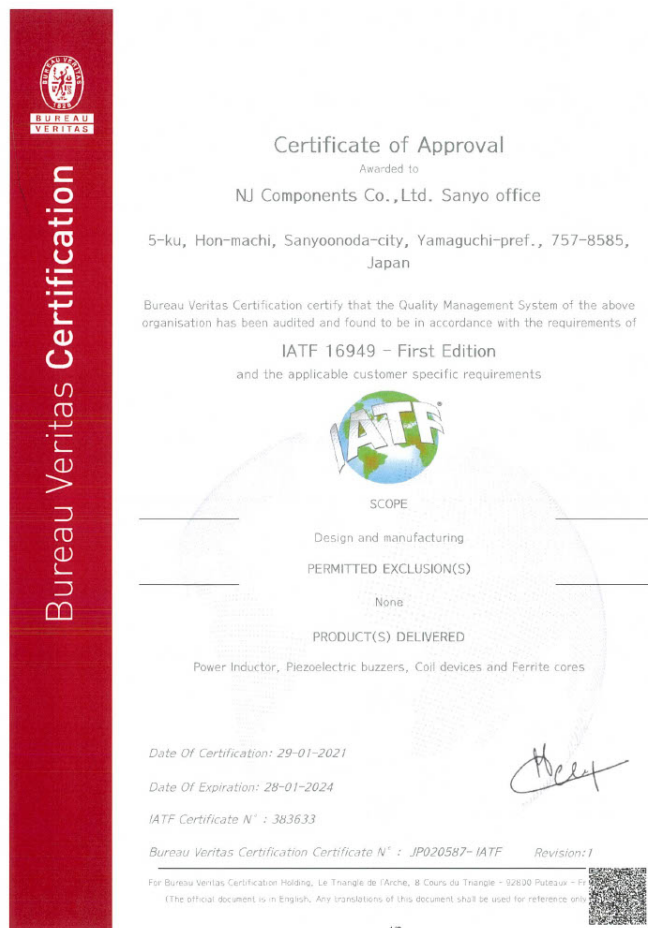 BUREAU VERITAS
1828
BUREAU
VERITAS
Bureau Veritas Certification
Certificate of Approval
Awarded to
NJ Components Co.,Ltd. Sanyo office
5-ku, Hon-machi, Sanyoonoda-city, Yamaguchi-pref., 757-8585,
Japan
Bureau Veritas Certification certify that the Quality Management System of the above
organisation has been audited and found to be in accordance with the requirements of
IATF 16949 - First Edition
and the applicable customer specific requirements
IATF®
SCOPE
Design and manufacturing
PERMITTED EXCLUSION(S)
None
PRODUCT(S) DELIVERED
Power Inductor, Piezoelectric buzzers, Coil devices and Ferrite cores
Date Of Certification: 29-01-2021
Date Of Expiration: 28-01-2024
IATF Certificate N° : 383633
Bureau Veritas Certification Certificate N° : JP020587- IATF Revision:1
For Bureau Veritas Certification Holding, Le Triangle de l'Arche, 8 Cours du Triangle - 92800 Puteaux - Fr
(The official document is in English. Any translations of this document shall be used for reference only